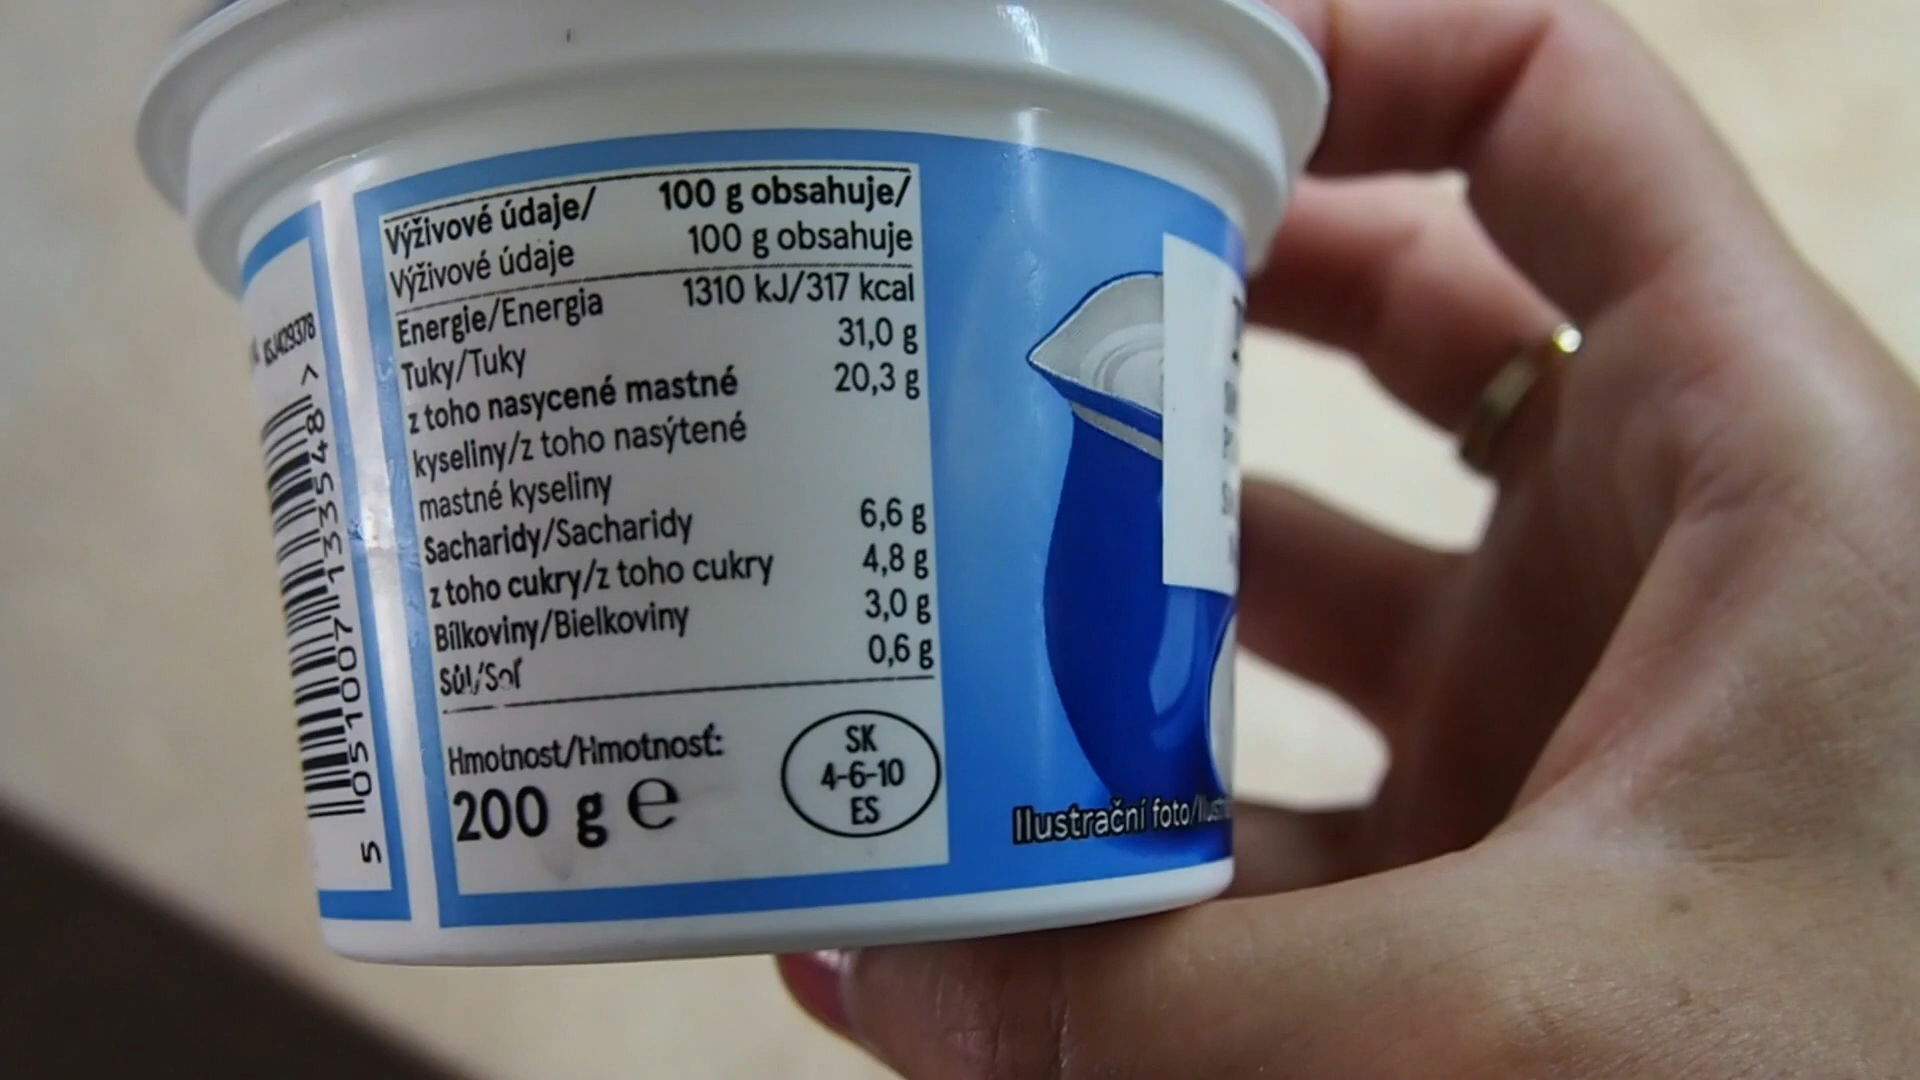 Výživové údaje/ 100 g obsahuje/
Výživové údaje 100 g obsahuje
Energie/Energia 1310 kJ/317 kcal
Tuky/Tuky 31,0 g
z toho nasycené mastné 20,3 g
kyseliny/z toho nasýtené
mastné kyseliny
Sacharidy/Sacharidy 6,6 g
z toho cukry/z toho cukry 4,8 g
Bílkoviny/Bielkoviny 3,0 g
Sůl/Soľ 0,6 g
Hmotnost/Hmotnosť:
200 g e
SK
4-6-10
ES
Ilustrační foto/
5 051007 133548 >